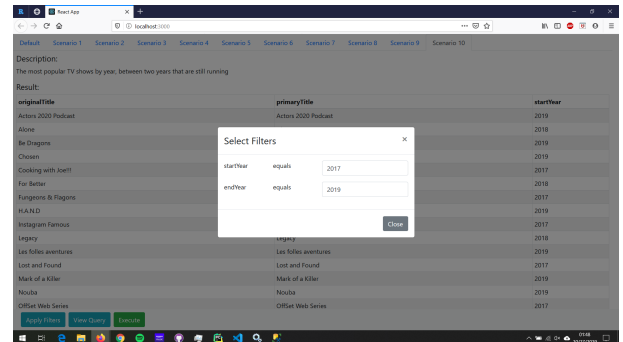 React App
localhost:3000
Default Scenario 1 Scenario 2 Scenario 3 Scenario 4 Scenario 5 Scenario 6 Scenario 7 Scenario 8 Scenario 9 Scenario 10
Description:
The most popular TV shows by year, between two years that are still running
Result:
originalTitle primaryTitle startYear
Actors 2020 Podcast Actors 2020 Podcast 2019
Alone 2018
Be Dragons 2019
Chosen 2019
Cooking with Joe!!! 2017
For Better 2018
Fungeons & Flagons 2017
H.A.N.D 2019
Instagram Famous 2017
Legacy Legacy 2018
Les folles aventures Les folles aventures 2019
Lost and Found Lost and Found 2017
Mark of a Killer Mark of a Killer 2019
Nouba Nouba 2019
OffSet Web Series OffSet Web Series 2017
Select Filters ×
startYear equals 2017
endYear equals 2019
Close
Apply Filters View Query Execute
01:48